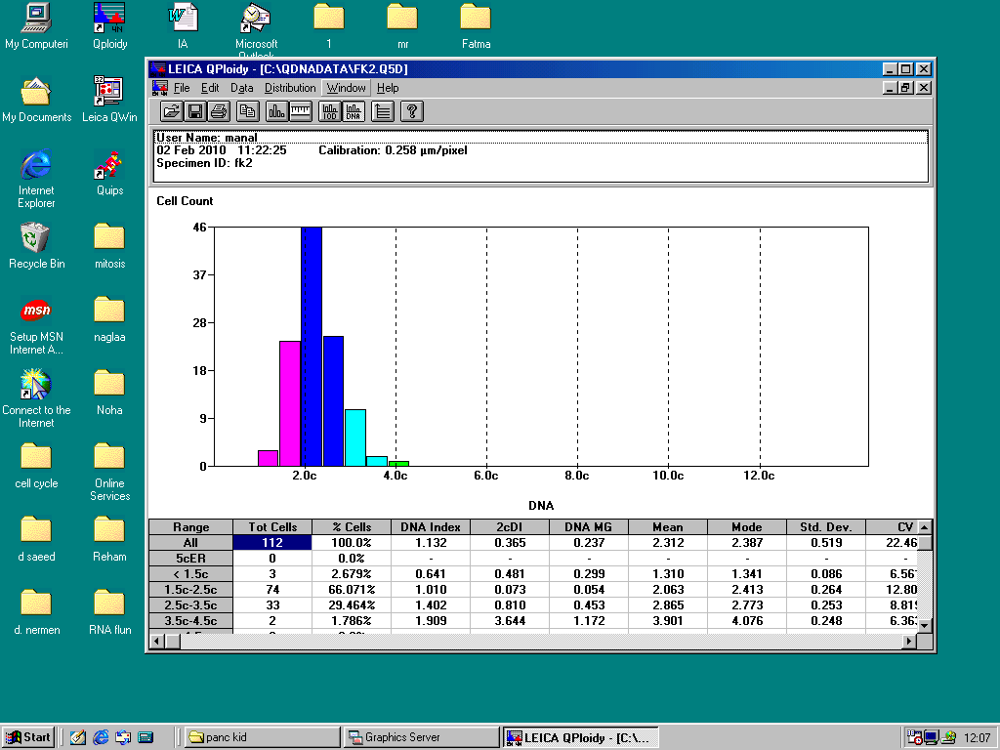 My Computeri
Qploidy
IA
Microsoft
1
mr
Fatma
LEICA QPloidy - [C:\QDNADATA\FK2.Q5D]
File Edit Data Distribution Window Help
My Documents
Leica QWin
IOD
DNA
User Name: manal
02 Feb 2010 11:22:25 Calibration: 0.258 µm/pixel
Specimen ID: fk2
Internet
Explorer
Quips
Recycle Bin
mitosis
Setup MSN
Internet A...
naglaa
Connect to the
Internet
Noha
cell cycle
Online
Services
d saeed
Reham
d. nermen
RNA flun
msn
Cell Count
46
37
28
18
9
0
2.0c 4.0c 6.0c 8.0c 10.0c 12.0c
DNA
Range Tot Cells % Cells DNA Index 2cDI DNA MG Mean Mode Std. Dev. CV
All 112 100.0% 1.132 0.365 0.237 2.312 2.387 0.519 22.46
5cER 0 0.0% - - - - - - -
< 1.5c 3 2.679% 0.641 0.481 0.299 1.310 1.341 0.086 6.56
1.5c-2.5c 74 66.071% 1.010 0.073 0.054 2.063 2.413 0.264 12.80
2.5c-3.5c 33 29.464% 1.402 0.810 0.453 2.865 2.773 0.253 8.81
3.5c-4.5c 2 1.786% 1.909 3.644 1.172 3.901 4.076 0.248 6.36
Start
panc kid
Graphics Server
LEICA QPloidy - [C:\...
12:07